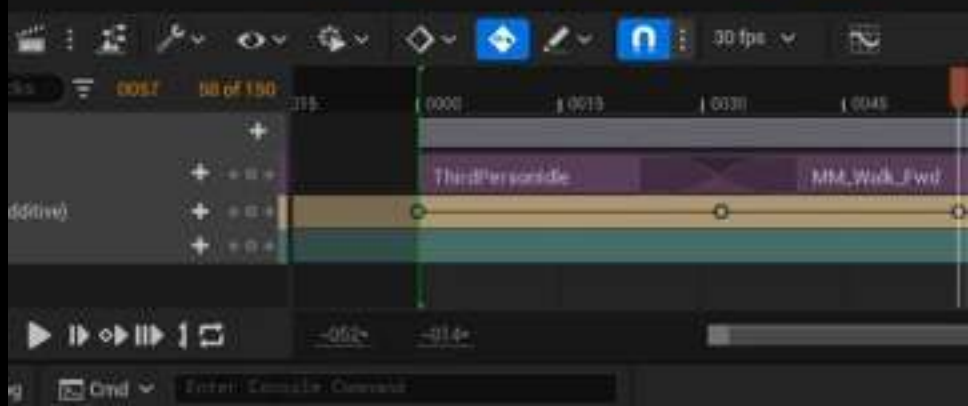 30 fps
0057 58 of 150
015 0000 0015 0030 0045
ThirdPersonIdle MM_Walk_Fwd
dditive)
-052+ -014+
Cmd Enter Console Command